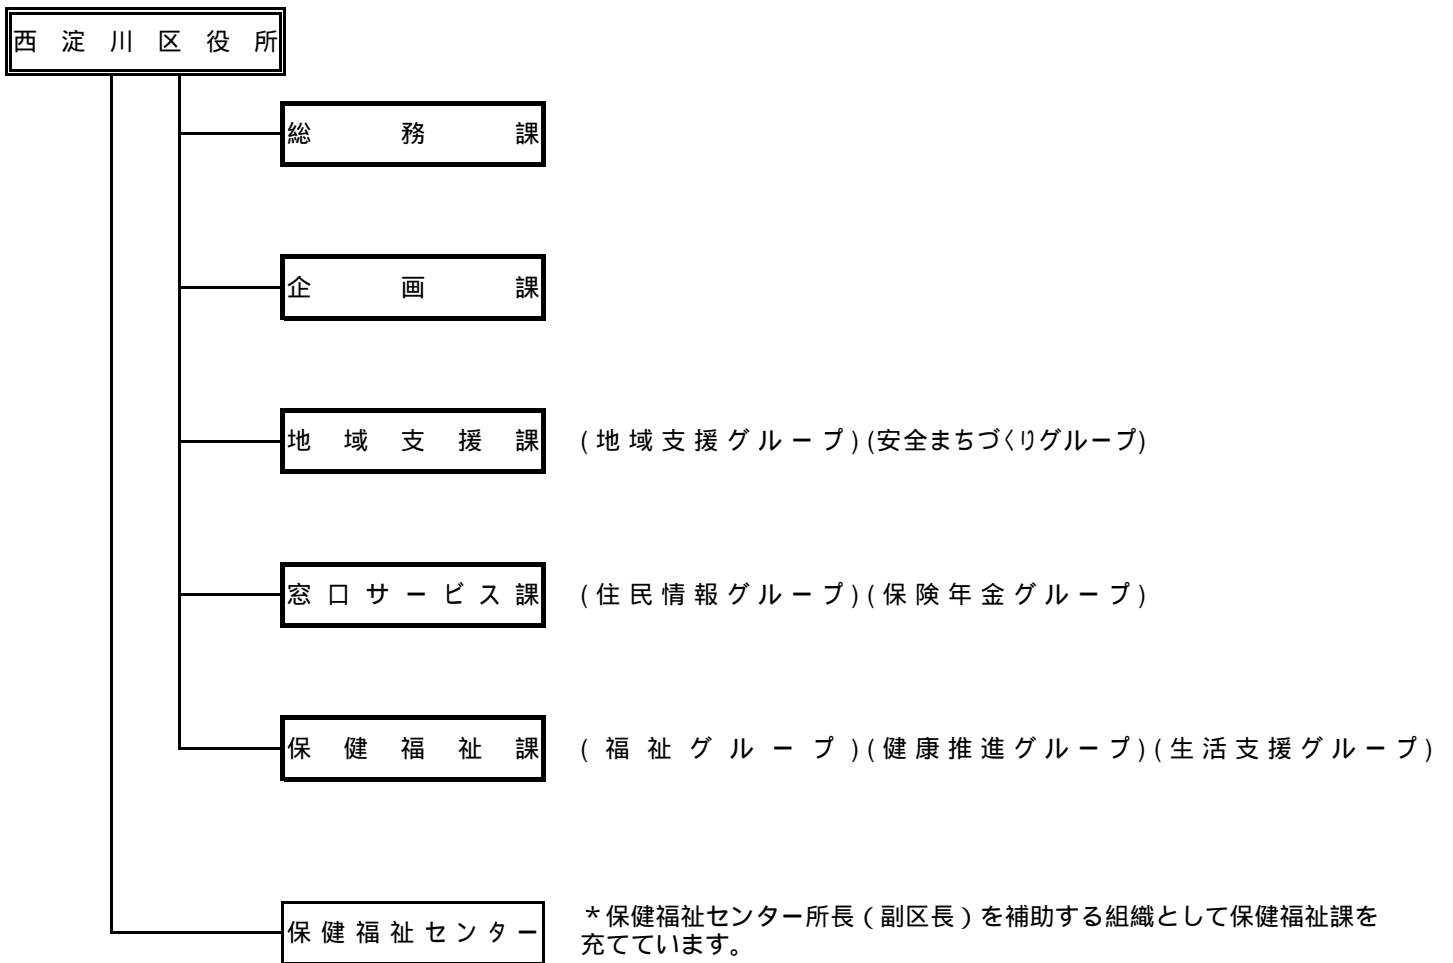 西淀川区役所
総務課
企画課
地域支援課 (地域支援グループ)(安全まちづくりグループ)
窓口サービス課 (住民情報グループ)(保険年金グループ)
保健福祉課 (福祉グループ)(健康推進グループ)(生活支援グループ)
保健福祉センター
*保健福祉センター所長(副区長)を補助する組織として保健福祉課を
充てています。